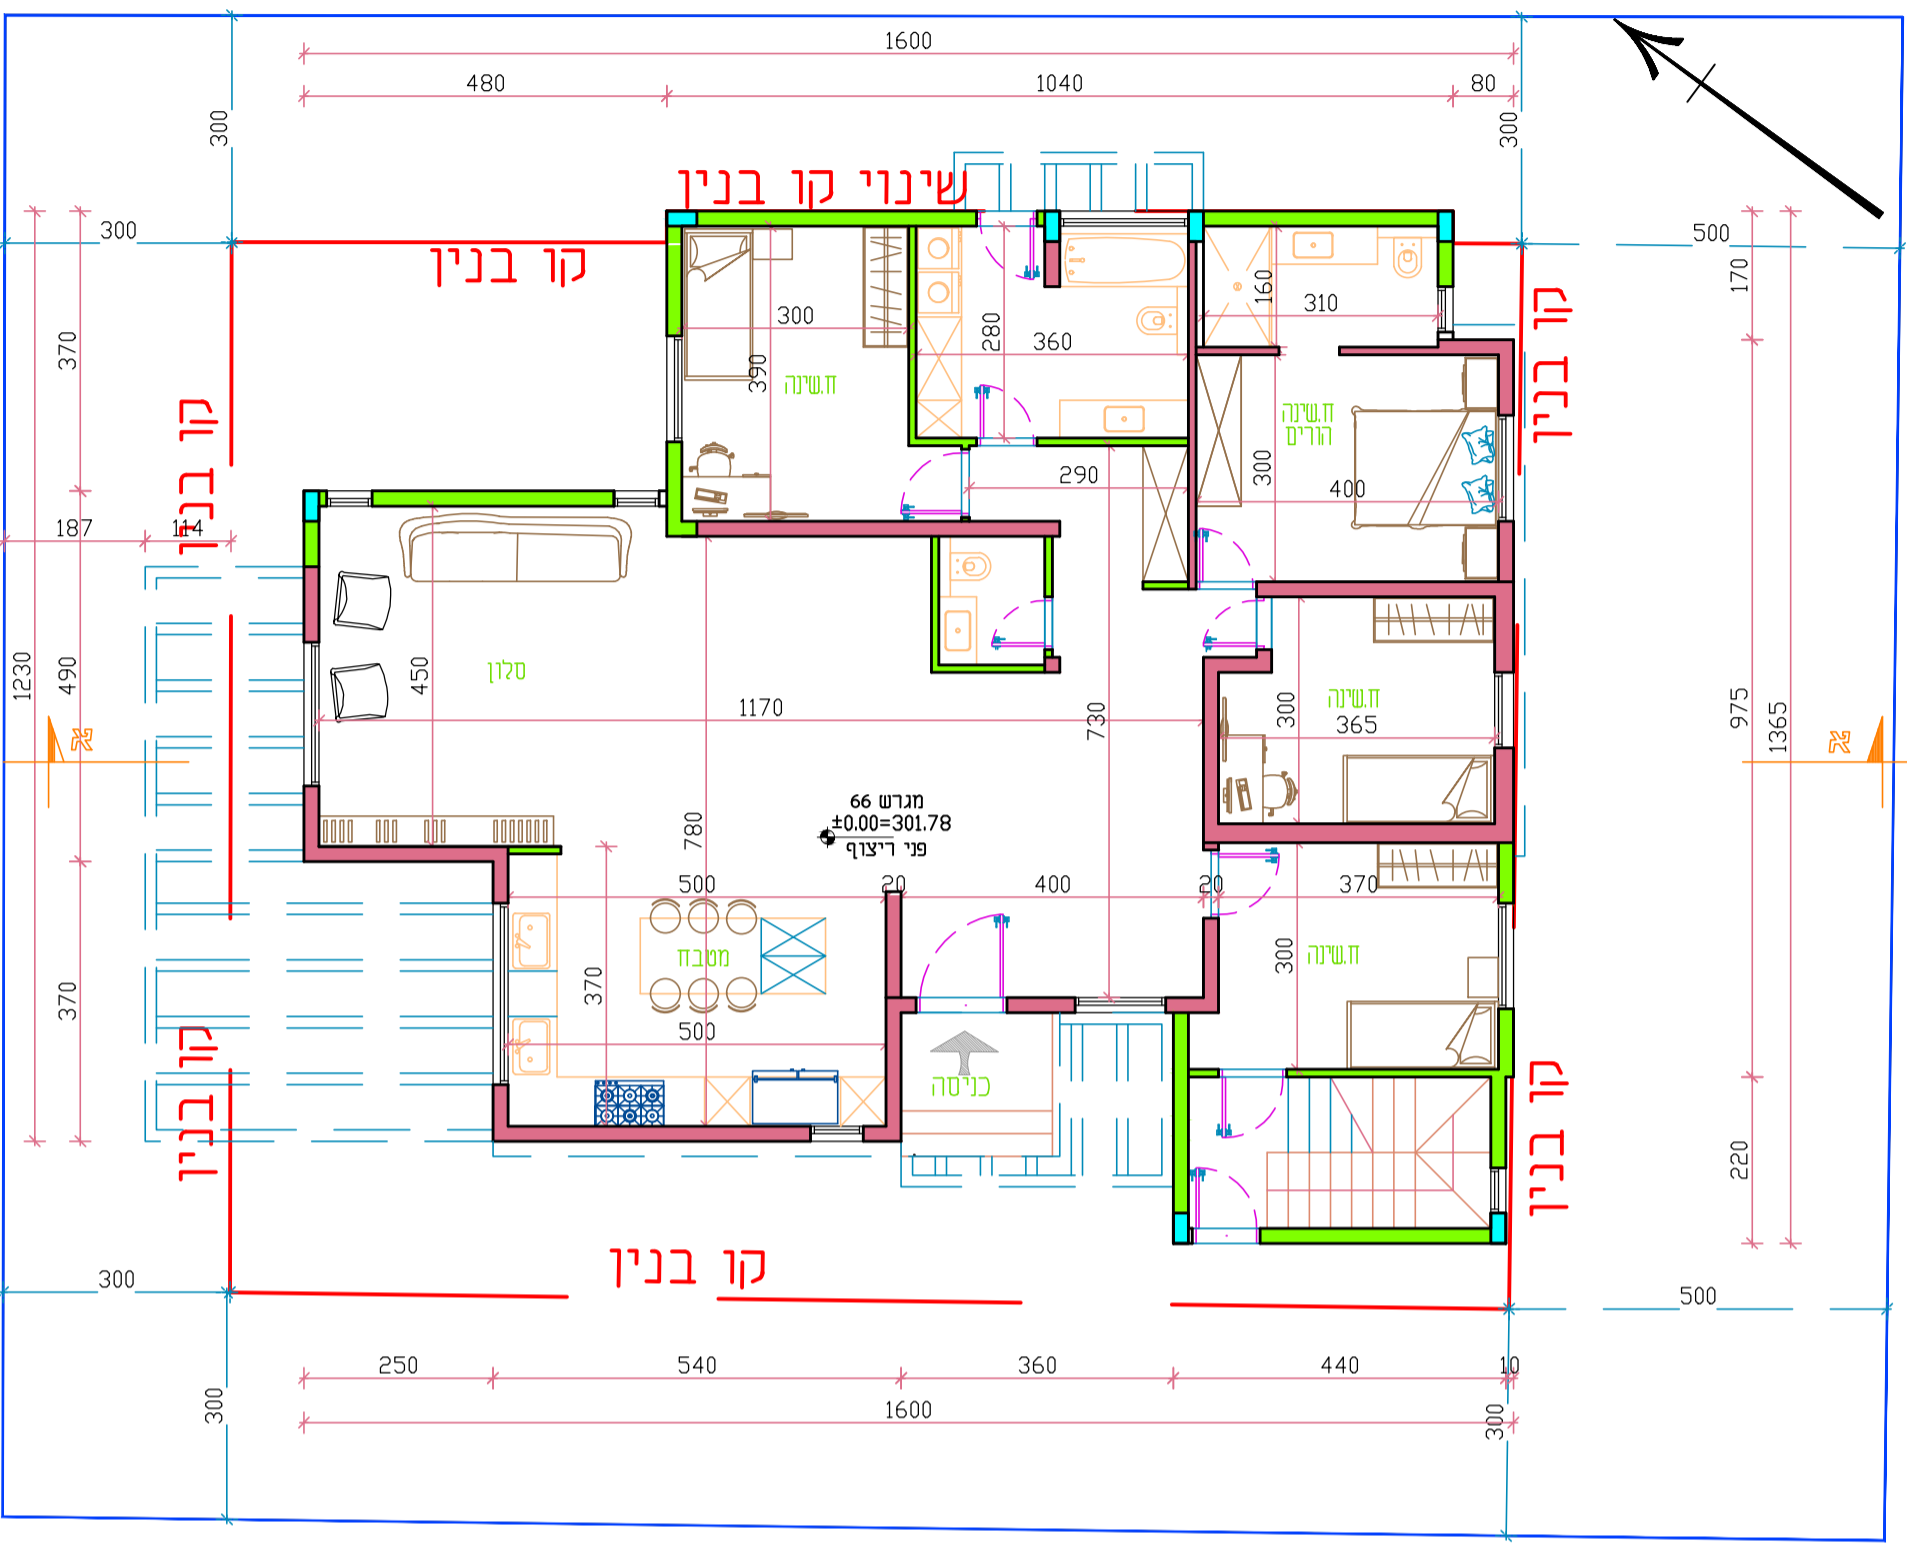 1600
480
1040
80
300
300
שינוי קו בנין
300
קו בנין
500
קו בנין
170
370
300
390
ח.שינה
280
360
160
310
ח.שינה
הורים
300
400
290
קו בנין
187
114
1230
490
450
סלון
1170
730
ח.שינה
300
365
975
1365
א
א
780
מגרש 66
±0.00=301.78
פני ריצוף
500
20
400
20
370
מטבח
370
370
500
300
ח.שינה
כניסה
קו בנין
קו בנין
220
קו בנין
300
500
250
540
360
440
10
1600
300
300